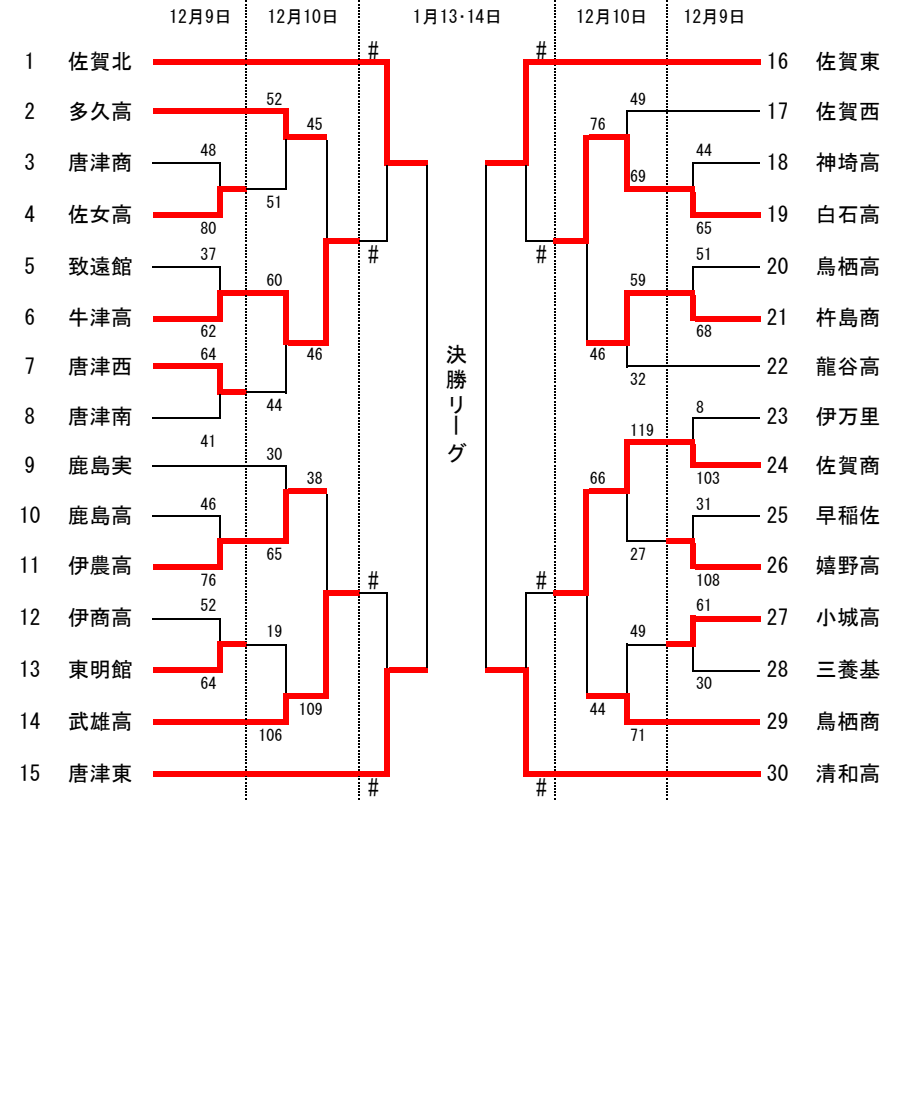 12月9日 12月10日 1月13･14日 12月10日 12月9日
# #
1 佐賀北 16 佐賀東
52 49
2 多久高 17 佐賀西
45 76
48 44
3 唐津商 18 神埼高
69
51
4 佐女高 19 白石高
80 65
37 51
# #
5 致遠館 20 鳥栖高
60 59
6 牛津高 21 杵島商
62 68
64 46 46
決勝リーグ
7 唐津西 22 龍谷高
32
44 8
8 唐津南 23 伊万里
41 119
30
9 鹿島実 24 佐賀商
38 66 103
46 31
10 鹿島高 25 早稲佐
65 27
11 伊農高 26 嬉野高
76 # # 108
52 61
12 伊商高 27 小城高
19 49
13 東明館 28 三養基
64 30
109 44
14 武雄高 29 鳥栖商
106 71
15 唐津東 30 清和高
# #